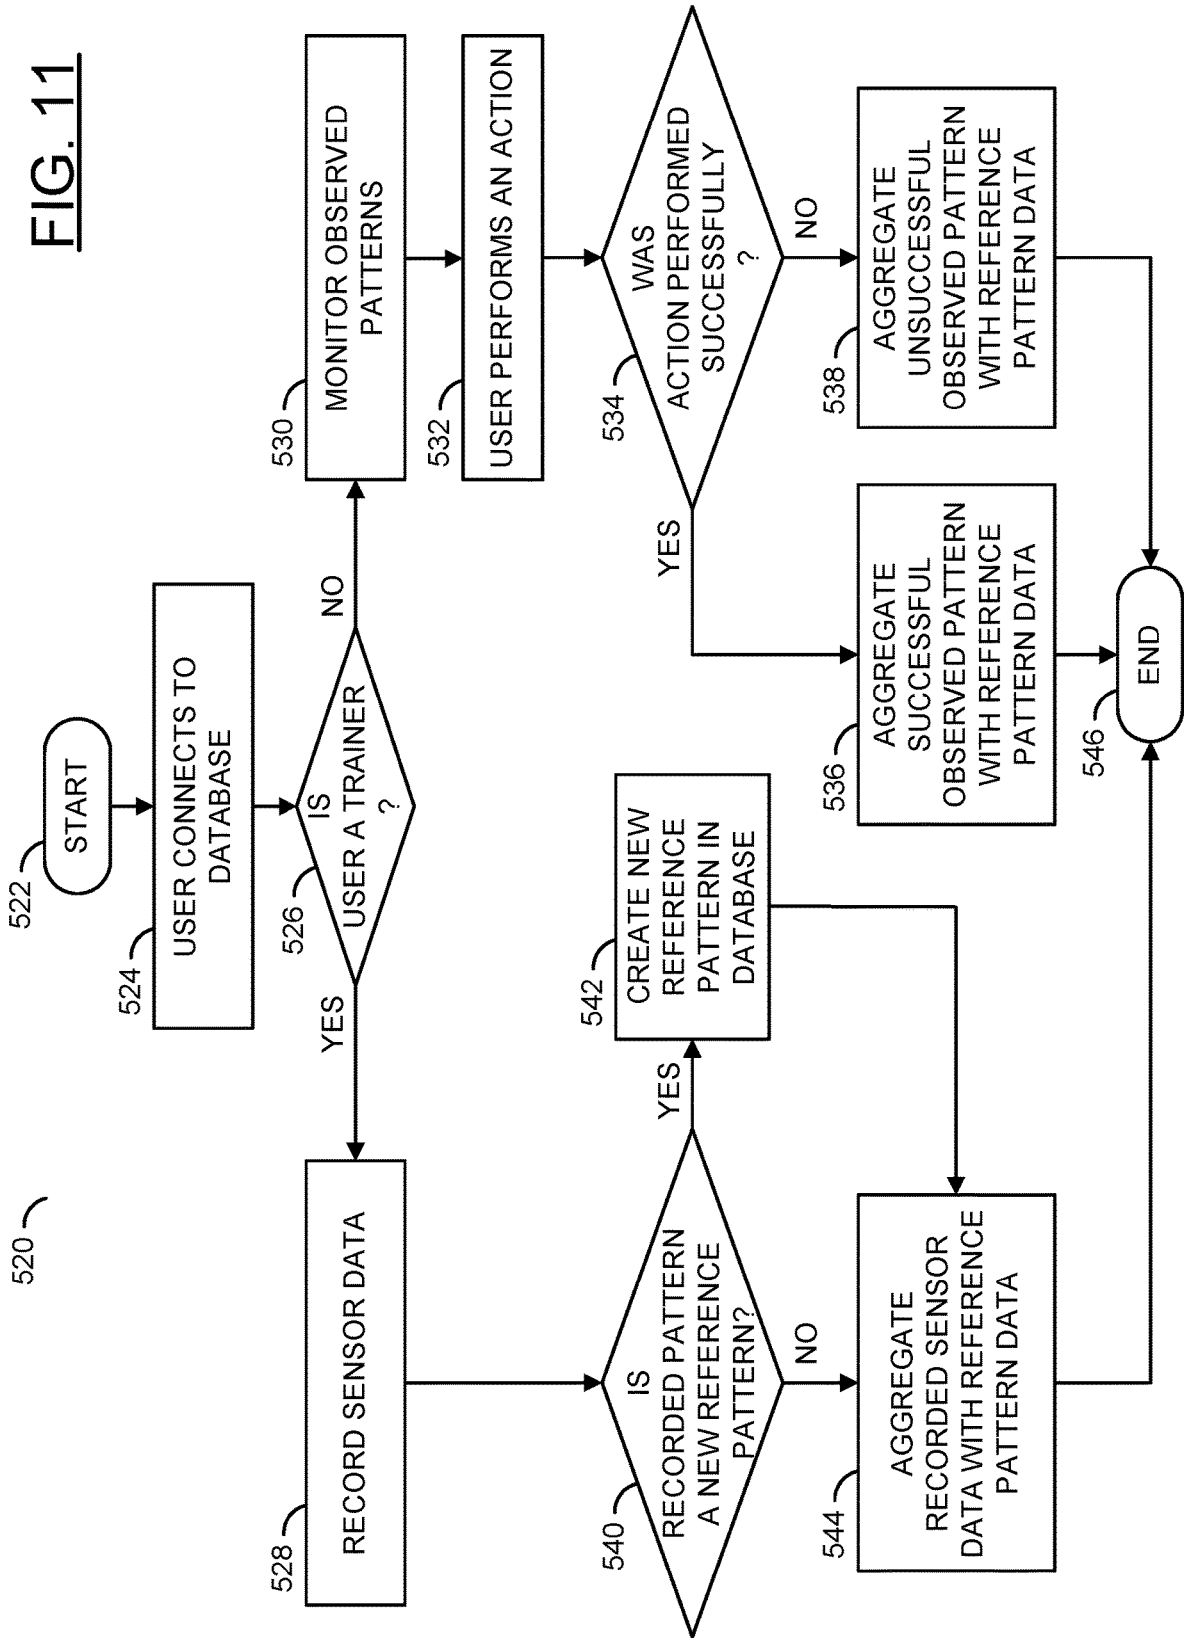 FIG. 11
520
522
START
524
USER CONNECTS TO
DATABASE
526
IS
USER A TRAINER
?
YES
NO
528
RECORD SENSOR DATA
530
MONITOR OBSERVED
PATTERNS
532
USER PERFORMS AN ACTION
540
IS
RECORDED PATTERN
A NEW REFERENCE
PATTERN?
YES
NO
542
CREATE NEW
REFERENCE
PATTERN IN
DATABASE
534
WAS
ACTION PERFORMED
SUCCESSFULLY
?
YES
NO
544
AGGREGATE
RECORDED SENSOR
DATA WITH REFERENCE
PATTERN DATA
536
AGGREGATE
SUCCESSFUL
OBSERVED PATTERN
WITH REFERENCE
PATTERN DATA
538
AGGREGATE
UNSUCCESSFUL
OBSERVED PATTERN
WITH REFERENCE
PATTERN DATA
546
END